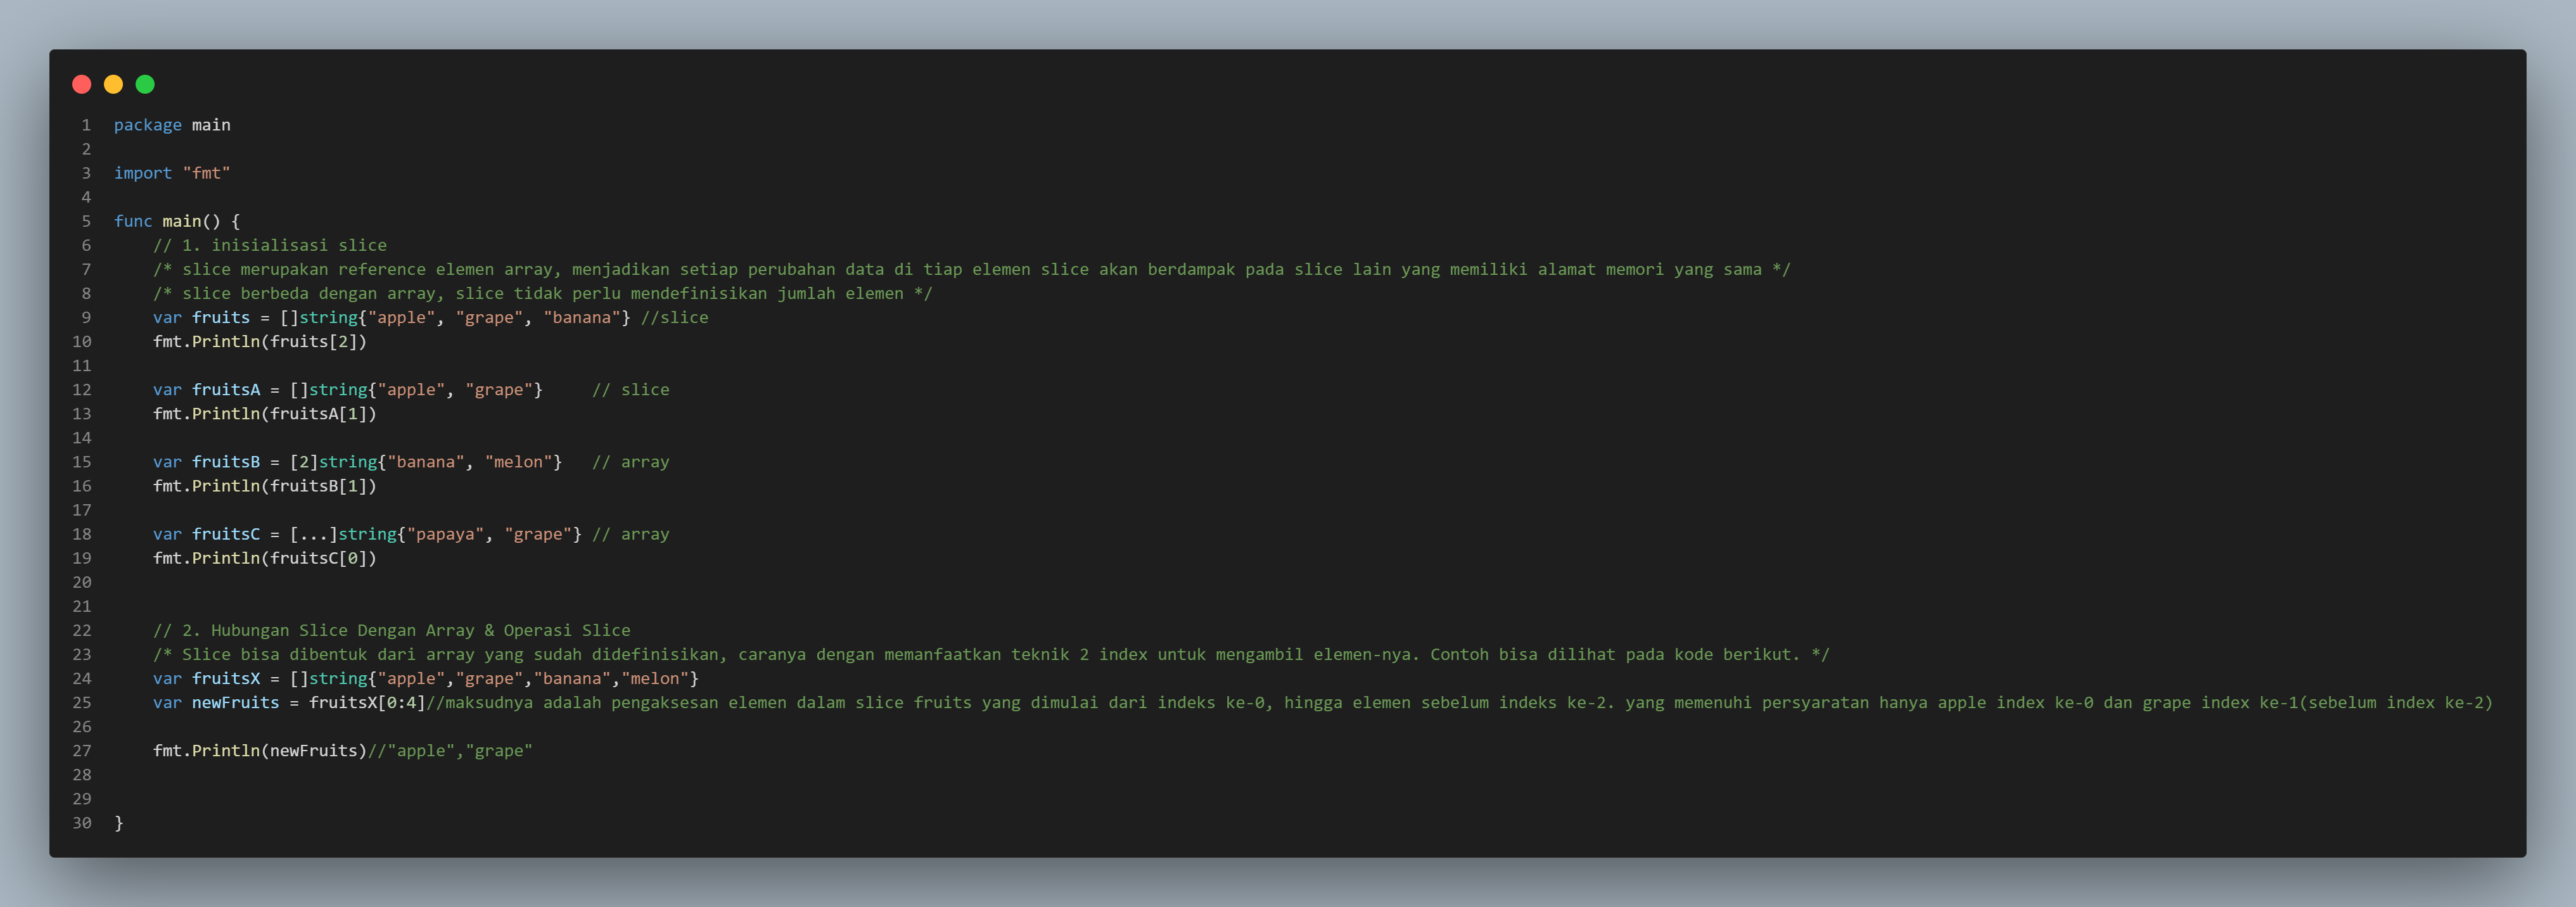 1 package main
2
3 import "fmt"
4
5 func main() {
6     // 1. inisialisasi slice
7     /* slice merupakan reference elemen array, menjadikan setiap perubahan data di tiap elemen slice akan berdampak pada slice lain yang memiliki alamat memori yang sama */
8     /* slice berbeda dengan array, slice tidak perlu mendefinisikan jumlah elemen */
9     var fruits = []string{"apple", "grape", "banana"} //slice
10     fmt.Println(fruits[2])
11
12     var fruitsA = []string{"apple", "grape"}     // slice
13     fmt.Println(fruitsA[1])
14
15     var fruitsB = [2]string{"banana", "melon"}   // array
16     fmt.Println(fruitsB[1])
17
18     var fruitsC = [...]string{"papaya", "grape"} // array
19     fmt.Println(fruitsC[0])
20
21
22     // 2. Hubungan Slice Dengan Array & Operasi Slice
23     /* Slice bisa dibentuk dari array yang sudah didefinisikan, caranya dengan memanfaatkan teknik 2 index untuk mengambil elemen-nya. Contoh bisa dilihat pada kode berikut. */
24     var fruitsX = []string{"apple","grape","banana","melon"}
25     var newFruits = fruitsX[0:4]//maksudnya adalah pengaksesan elemen dalam slice fruits yang dimulai dari indeks ke-0, hingga elemen sebelum indeks ke-2. yang memenuhi persyaratan hanya apple index ke-0 dan grape index ke-1(sebelum index ke-2)
26
27     fmt.Println(newFruits)//"apple","grape"
28
29
30 }